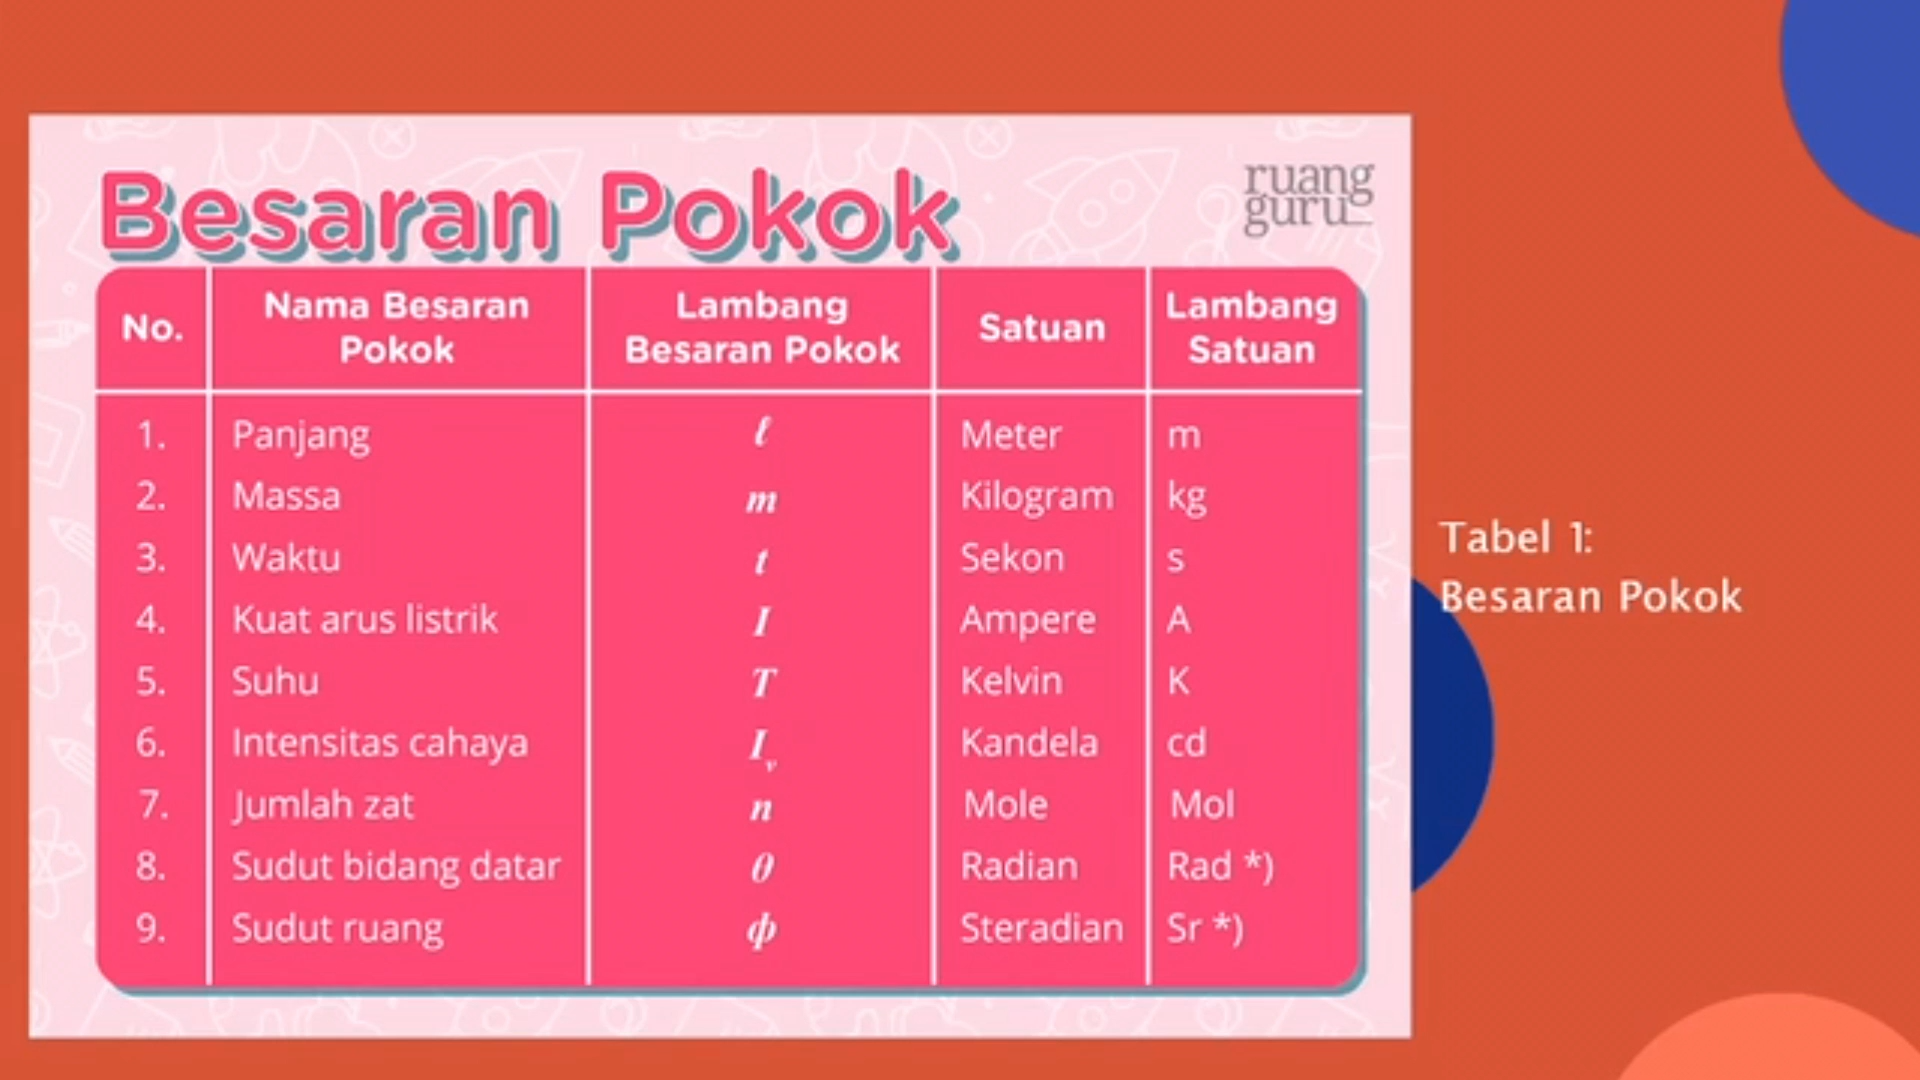 Besaran Pokok
ruang
guru
No. Nama Besaran Pokok Lambang Besaran Pokok Satuan Lambang Satuan
1. Panjang ℓ Meter m
2. Massa m Kilogram kg
3. Waktu t Sekon s
4. Kuat arus listrik I Ampere A
5. Suhu T Kelvin K
6. Intensitas cahaya Iv Kandela cd
7. Jumlah zat n Mole Mol
8. Sudut bidang datar θ Radian Rad *)
9. Sudut ruang ф Steradian Sr *)
Tabel 1:
Besaran Pokok